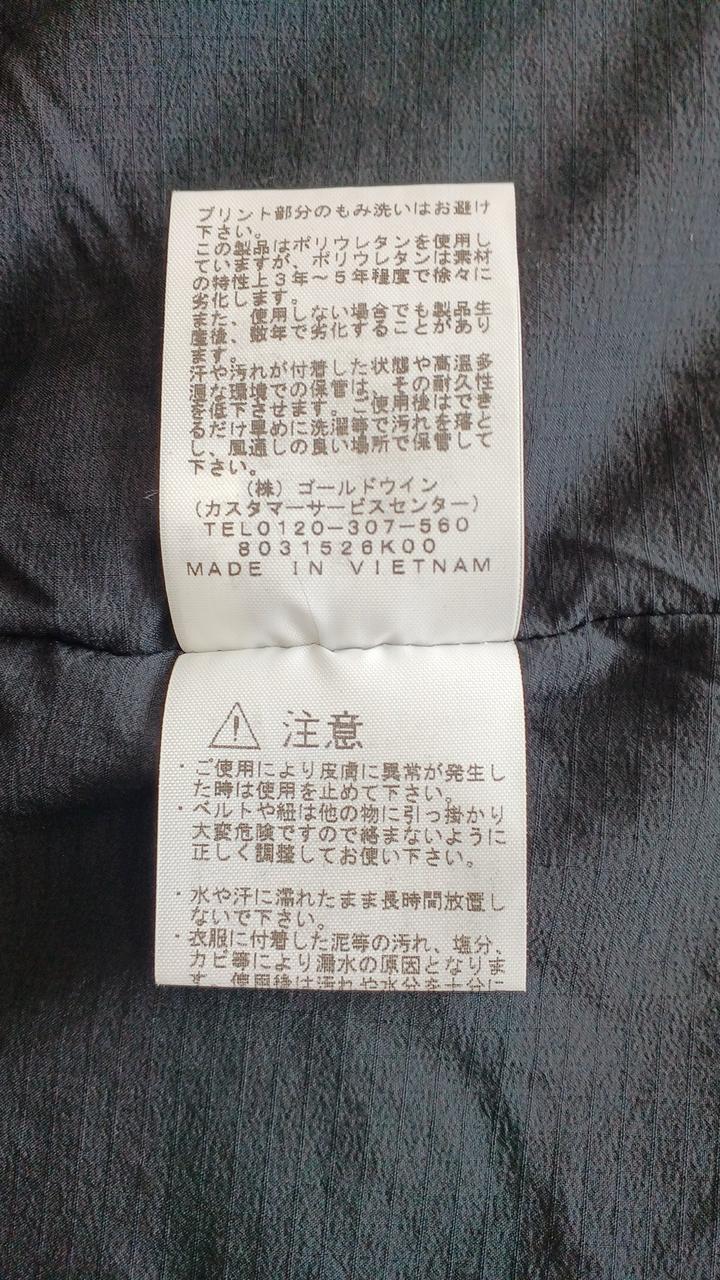 プリント部分のもみ洗いはお避け
下さい。
この製品はポリウレタンを使用し
ていますが、ポリウレタンは素材
の特性上3年〜5年程度で徐々に
劣化します。
また、使用しない場合でも製品生
産後、数年で劣化することがあり
ます。
汗や汚れが付着した状態や高温多
湿な環境での保管は、その耐久性
を低下させます。ご使用後はでき
るだけ早めに洗濯等で汚れを落と
し、風通しの良い場所で保管して
下さい。
(株)ゴールドウイン
(カスタマーサービスセンター)
TEL0120-307-560
8031526K00
MADE IN VIETNAM
注意
・ご使用により皮膚に異常が発生し
た時は使用を止めて下さい。
・ベルトや紐は他の物に引っ掛かり
大変危険ですので絡まないように
正しく調整してお使い下さい。
・水や汗に濡れたまま長時間放置し
ないで下さい。
・衣服に付着した泥等の汚れ、塩分、
カビ等により漏水の原因となりま
す。使用後は汚れや水分を十分に